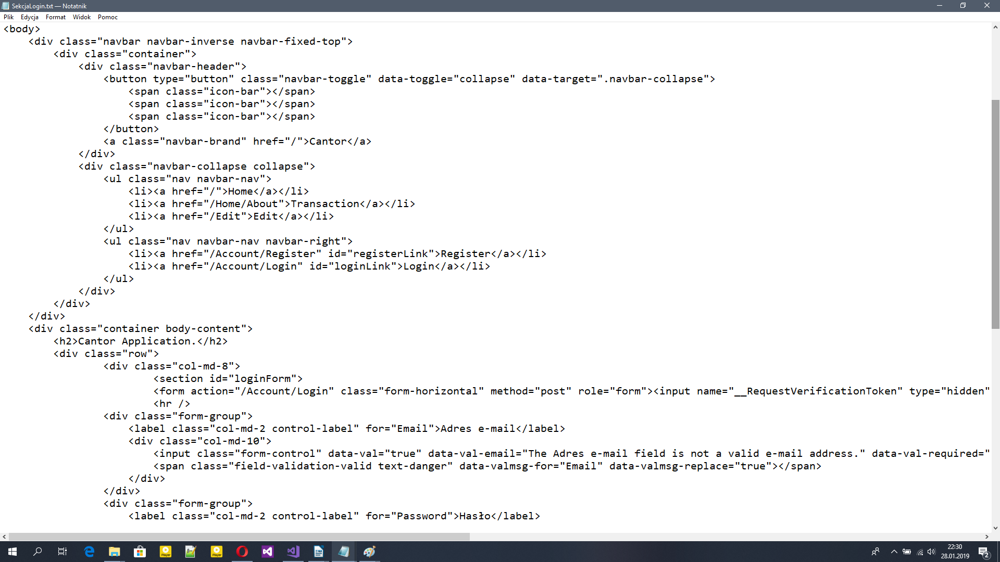 SekcjaLogin.txt — Notatnik
Plik Edycja Format Widok Pomoc
<body>
    <div class="navbar navbar-inverse navbar-fixed-top">
        <div class="container">
            <div class="navbar-header">
                <button type="button" class="navbar-toggle" data-toggle="collapse" data-target=".navbar-collapse">
                    <span class="icon-bar"></span>
                    <span class="icon-bar"></span>
                    <span class="icon-bar"></span>
                </button>
                <a class="navbar-brand" href="/">Cantor</a>
            </div>
            <div class="navbar-collapse collapse">
                <ul class="nav navbar-nav">
                    <li><a href="/">Home</a></li>
                    <li><a href="/Home/About">Transaction</a></li>
                    <li><a href="/Edit">Edit</a></li>
                </ul>
                <ul class="nav navbar-nav navbar-right">
                    <li><a href="/Account/Register" id="registerLink">Register</a></li>
                    <li><a href="/Account/Login" id="loginLink">Login</a></li>
                </ul>
            </div>
        </div>
    </div>
    <div class="container body-content">
        <h2>Cantor Application.</h2>
        <div class="row">
                <div class="col-md-8">
                        <section id="loginForm">
                        <form action="/Account/Login" class="form-horizontal" method="post" role="form"><input name="__RequestVerificationToken" type="hidden"
                        <hr />
                <div class="form-group">
                    <label class="col-md-2 control-label" for="Email">Adres e-mail</label>
                    <div class="col-md-10">
                        <input class="form-control" data-val="true" data-val-email="The Adres e-mail field is not a valid e-mail address." data-val-required="
                        <span class="field-validation-valid text-danger" data-valmsg-for="Email" data-valmsg-replace="true"></span>
                    </div>
                </div>
                <div class="form-group">
                    <label class="col-md-2 control-label" for="Password">Hasło</label>
Player
Player
22:30
28.01.2019
2